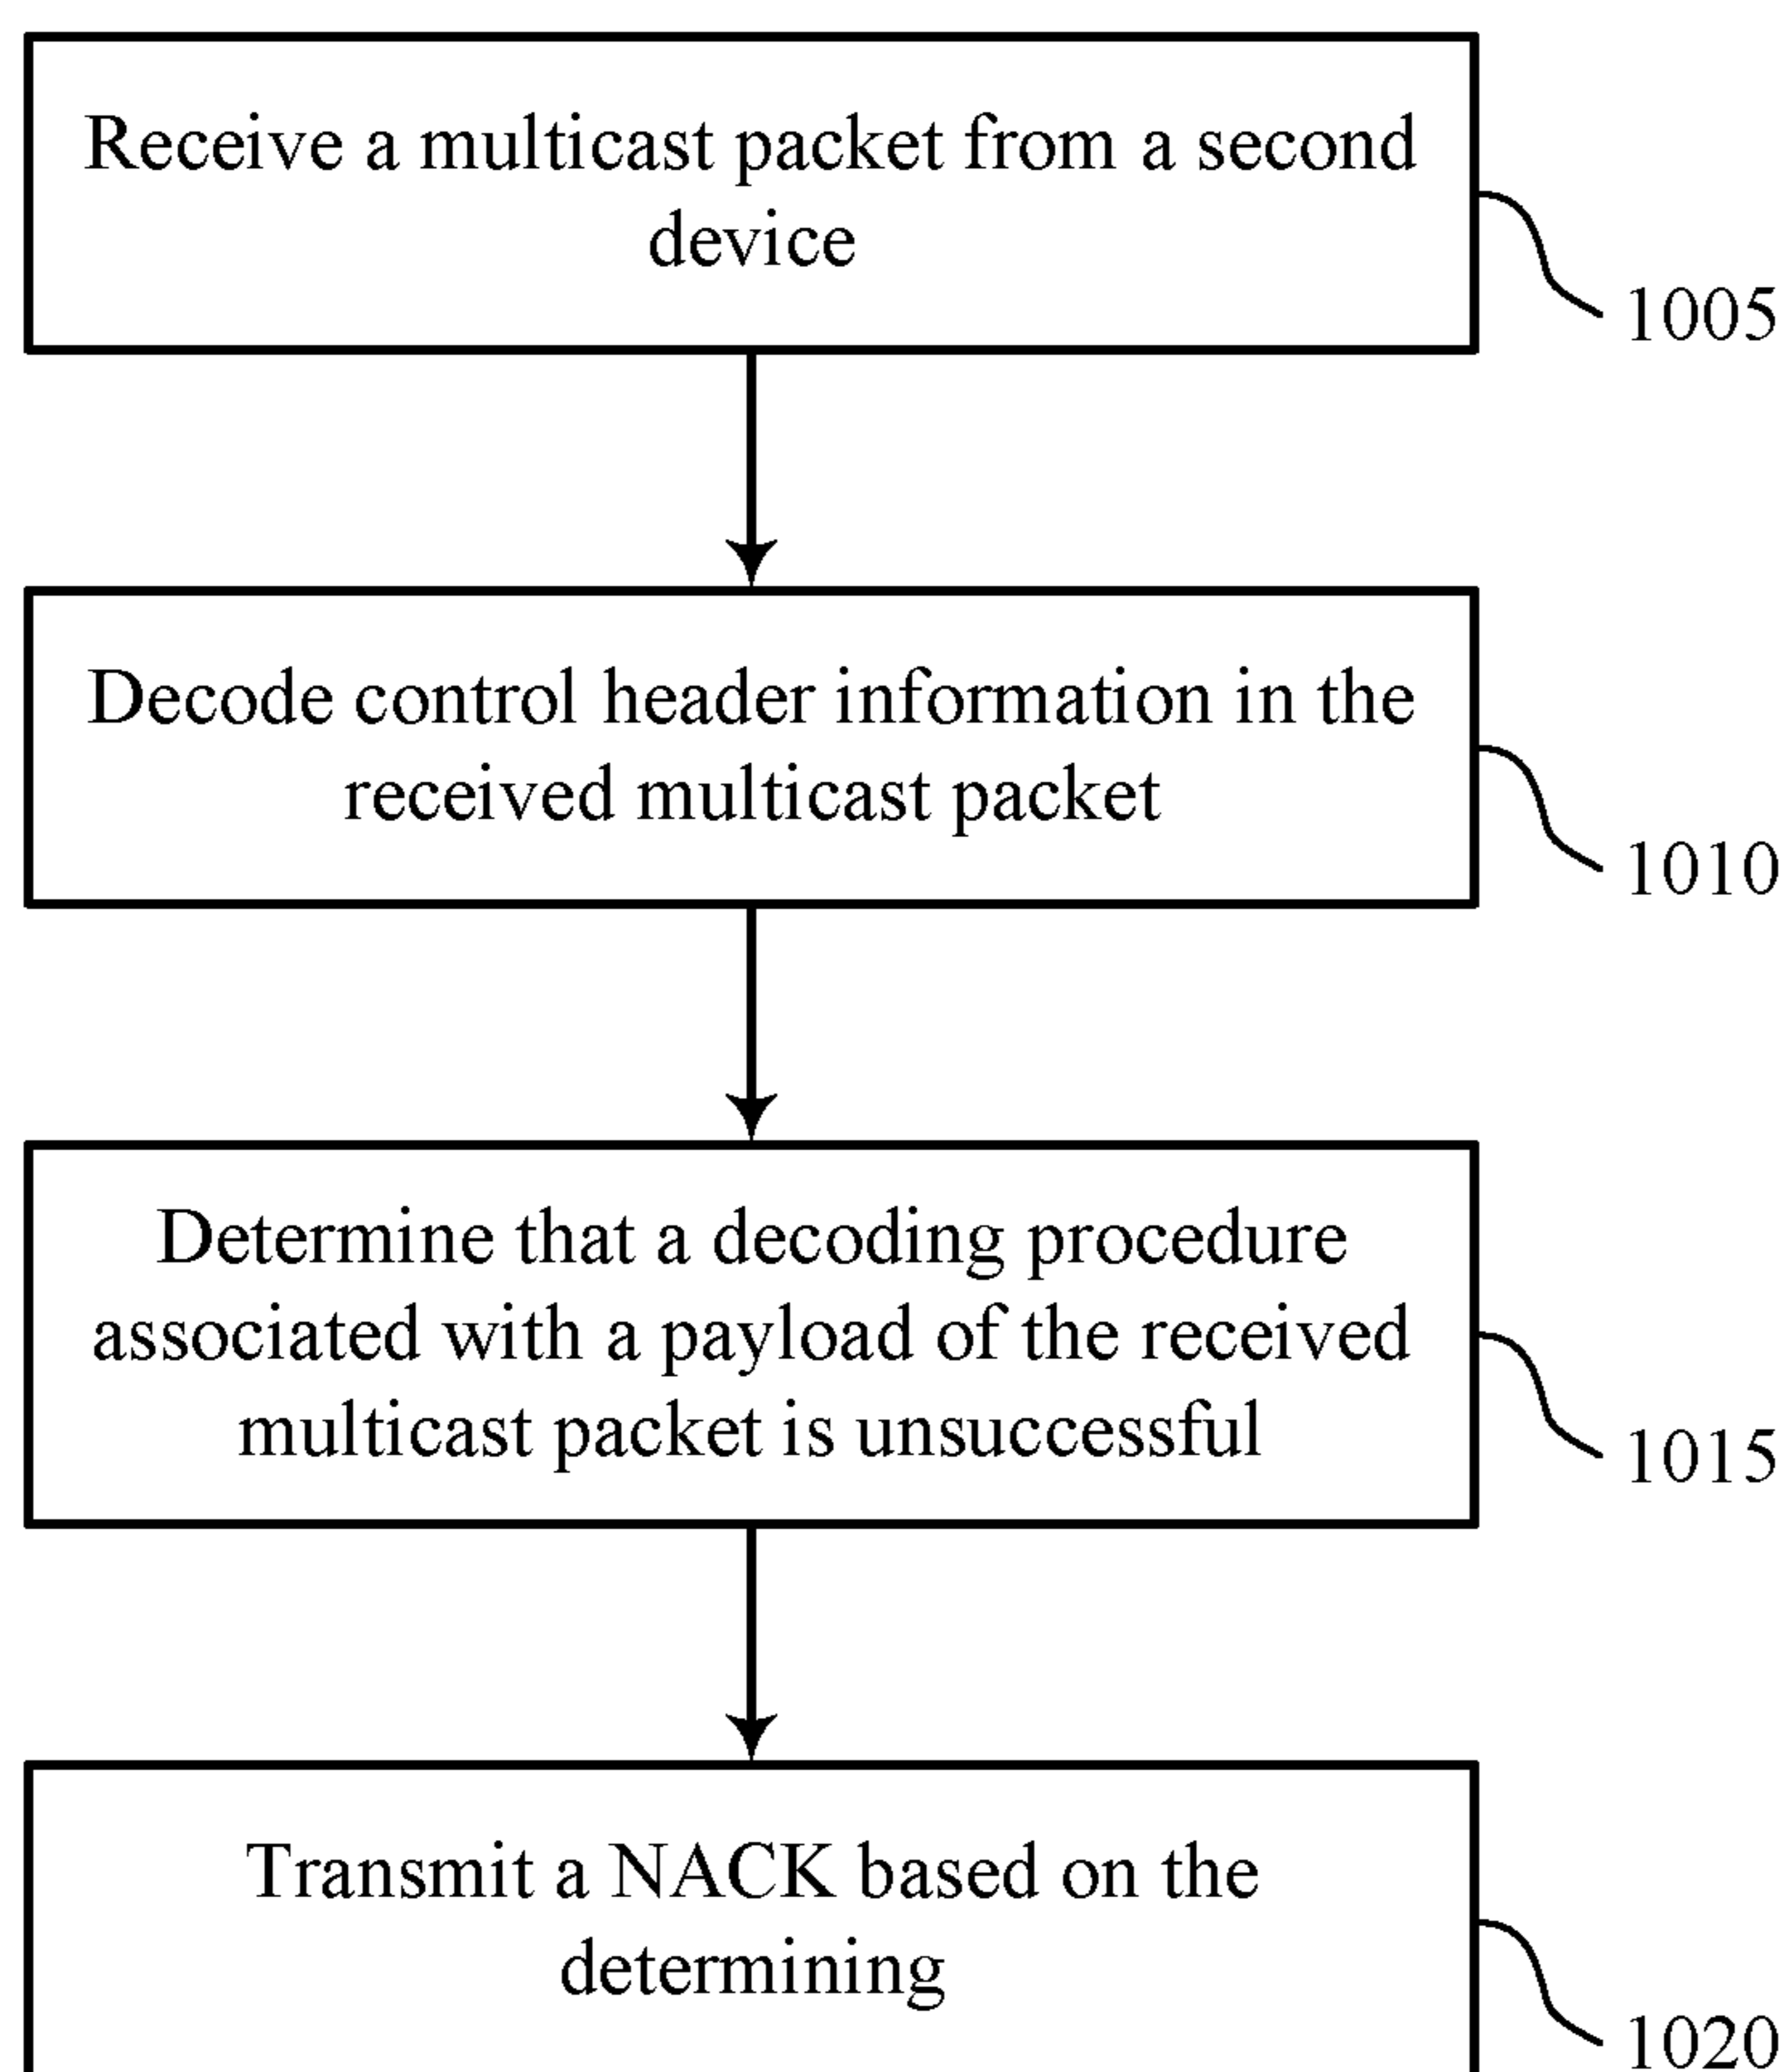 Receive a multicast packet from a second
device
1005
Decode control header information in the
received multicast packet
1010
Determine that a decoding procedure
associated with a payload of the received
multicast packet is unsuccessful
1015
Transmit a NACK based on the
determining
1020